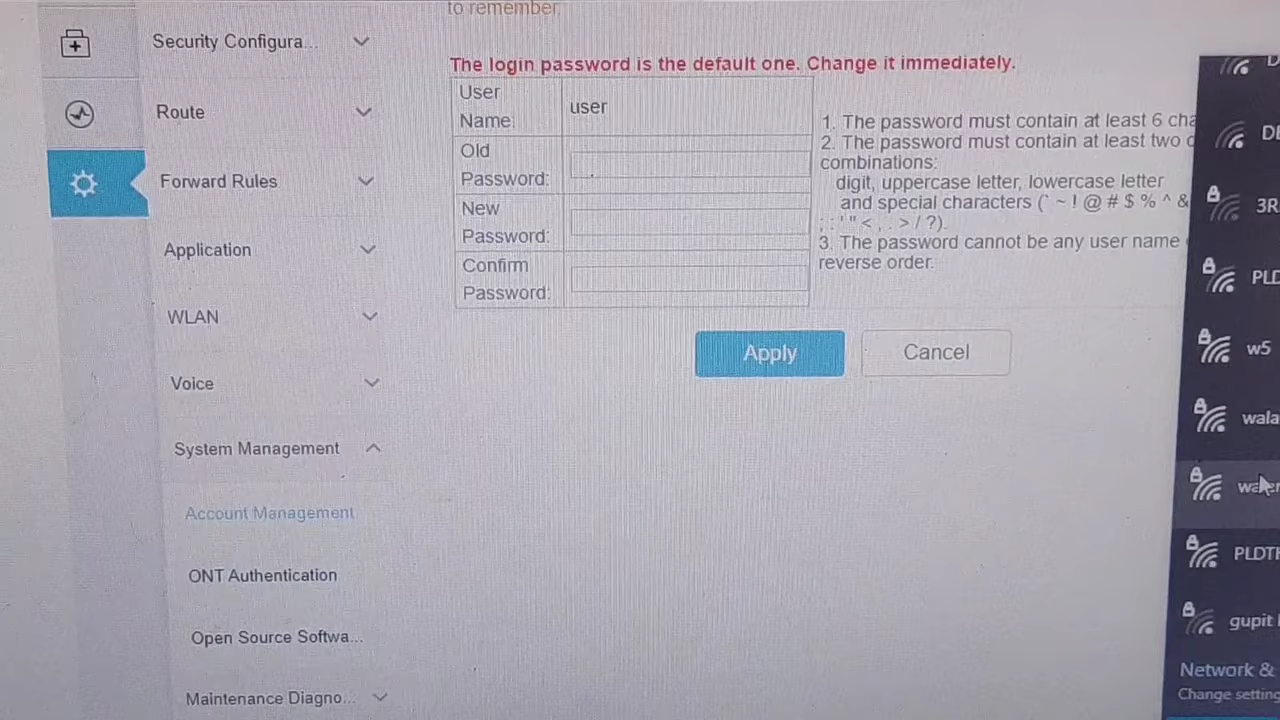 to remember.
Security Configura...
Route
Forward Rules
Application
WLAN
Voice
System Management
Account Management
ONT Authentication
Open Source Softwa...
Maintenance Diagno...
The login password is the default one. Change it immediately.
User
Name:
user
Old
Password:
New
Password:
Confirm
Password:
1. The password must contain at least 6 cha
2. The password must contain at least two c
combinations:
digit, uppercase letter, lowercase letter
and special characters (` ~ ! @ # $ % ^ &
: ; ' " < , . > / ?).
3. The password cannot be any user name
reverse order.
Apply
Cancel
3R
PLD
w5
wala
PLDTH
gupit
Network &
Change setting